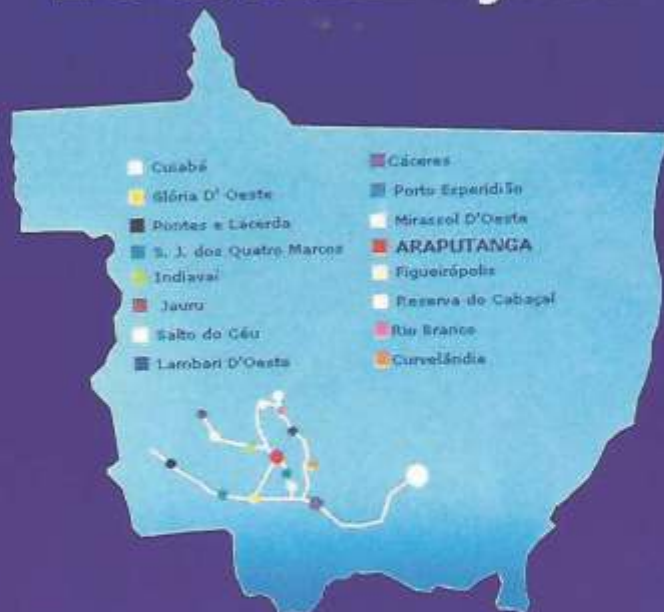 Cuiabá
Glória D' Oeste
Pontes e Lacerda
S. J. dos Quatro Marcos
Indiavaí
Jauru
Salto do Céu
Lambari D'Oeste
Cáceres
Porto Esperidião
Mirassol D'Oeste
ARAPUTANGA
Figueirópolis
Reserva do Cabaçal
Rio Branco
Curvelândia